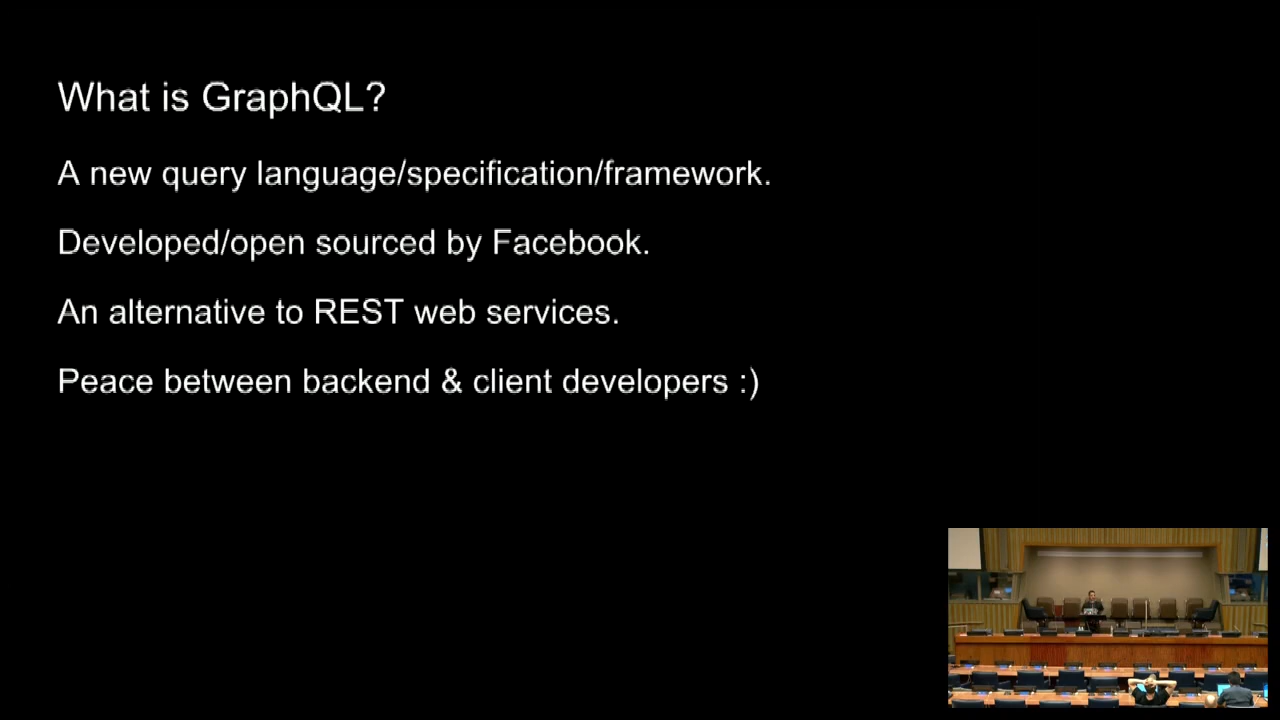 What is GraphQL?
A new query language/specification/framework.
Developed/open sourced by Facebook.
An alternative to REST web services.
Peace between backend & client developers :)